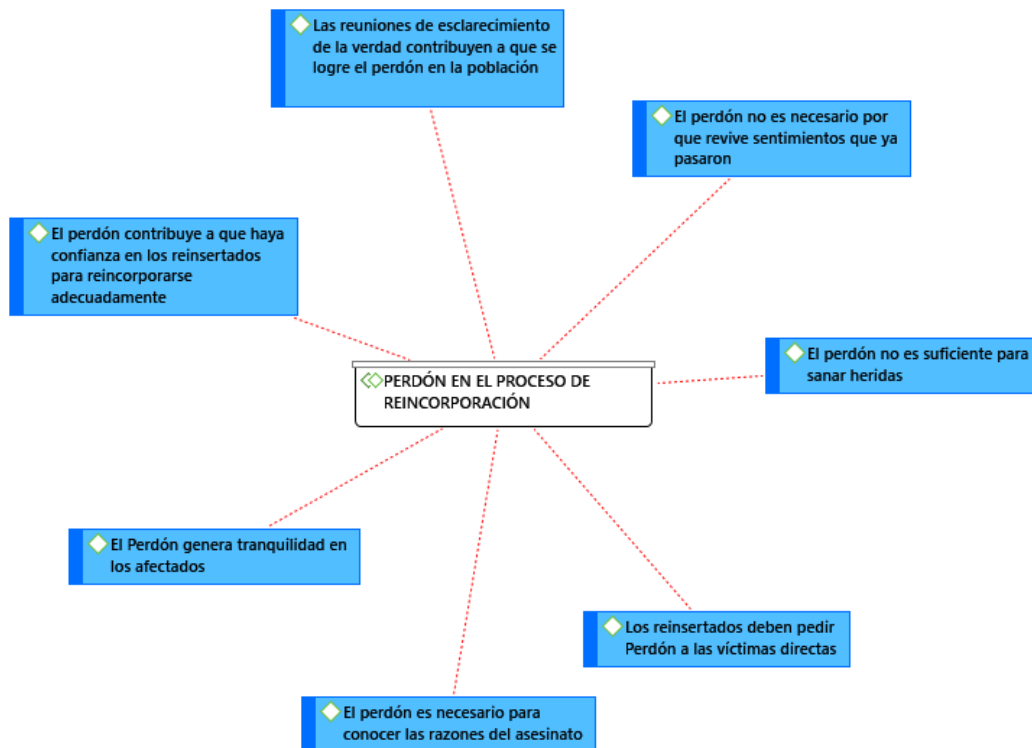 Las reuniones de esclarecimiento
de la verdad contribuyen a que se
logre el perdón en la población
El perdón no es necesario por
que revive sentimientos que ya
pasaron
El perdón contribuye a que haya
confianza en los reinsertados
para reincorporarse
adecuadamente
El perdón no es suficiente para
sanar heridas
PERDÓN EN EL PROCESO DE
REINCORPORACIÓN
El Perdón genera tranquilidad en
los afectados
Los reinsertados deben pedir
Perdón a las víctimas directas
El perdón es necesario para
conocer las razones del asesinato